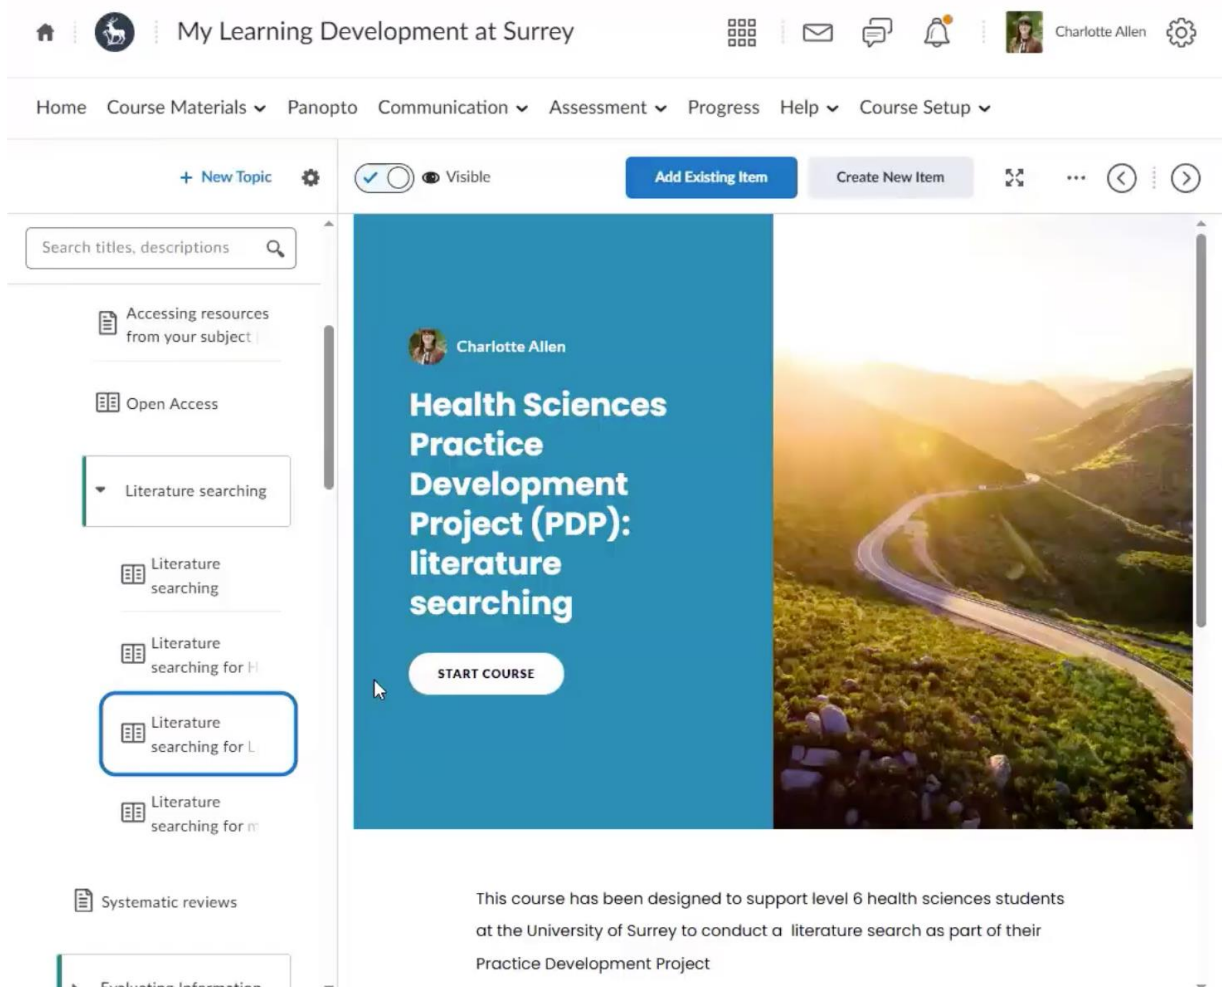 My Learning Development at Surrey
Charlotte Allen
Home Course Materials Panopto Communication Assessment Progress Help Course Setup
+ New Topic
Visible
Add Existing Item
Create New Item
Search titles, descriptions
Accessing resources
from your subject
Open Access
Literature searching
Literature
searching
Literature
searching for H
Literature
searching for L
Literature
searching for m
Systematic reviews
Evaluating Information
Charlotte Allen
Health Sciences
Practice
Development
Project (PDP):
literature
searching
START COURSE
This course has been designed to support level 6 health sciences students
at the University of Surrey to conduct a literature search as part of their
Practice Development Project